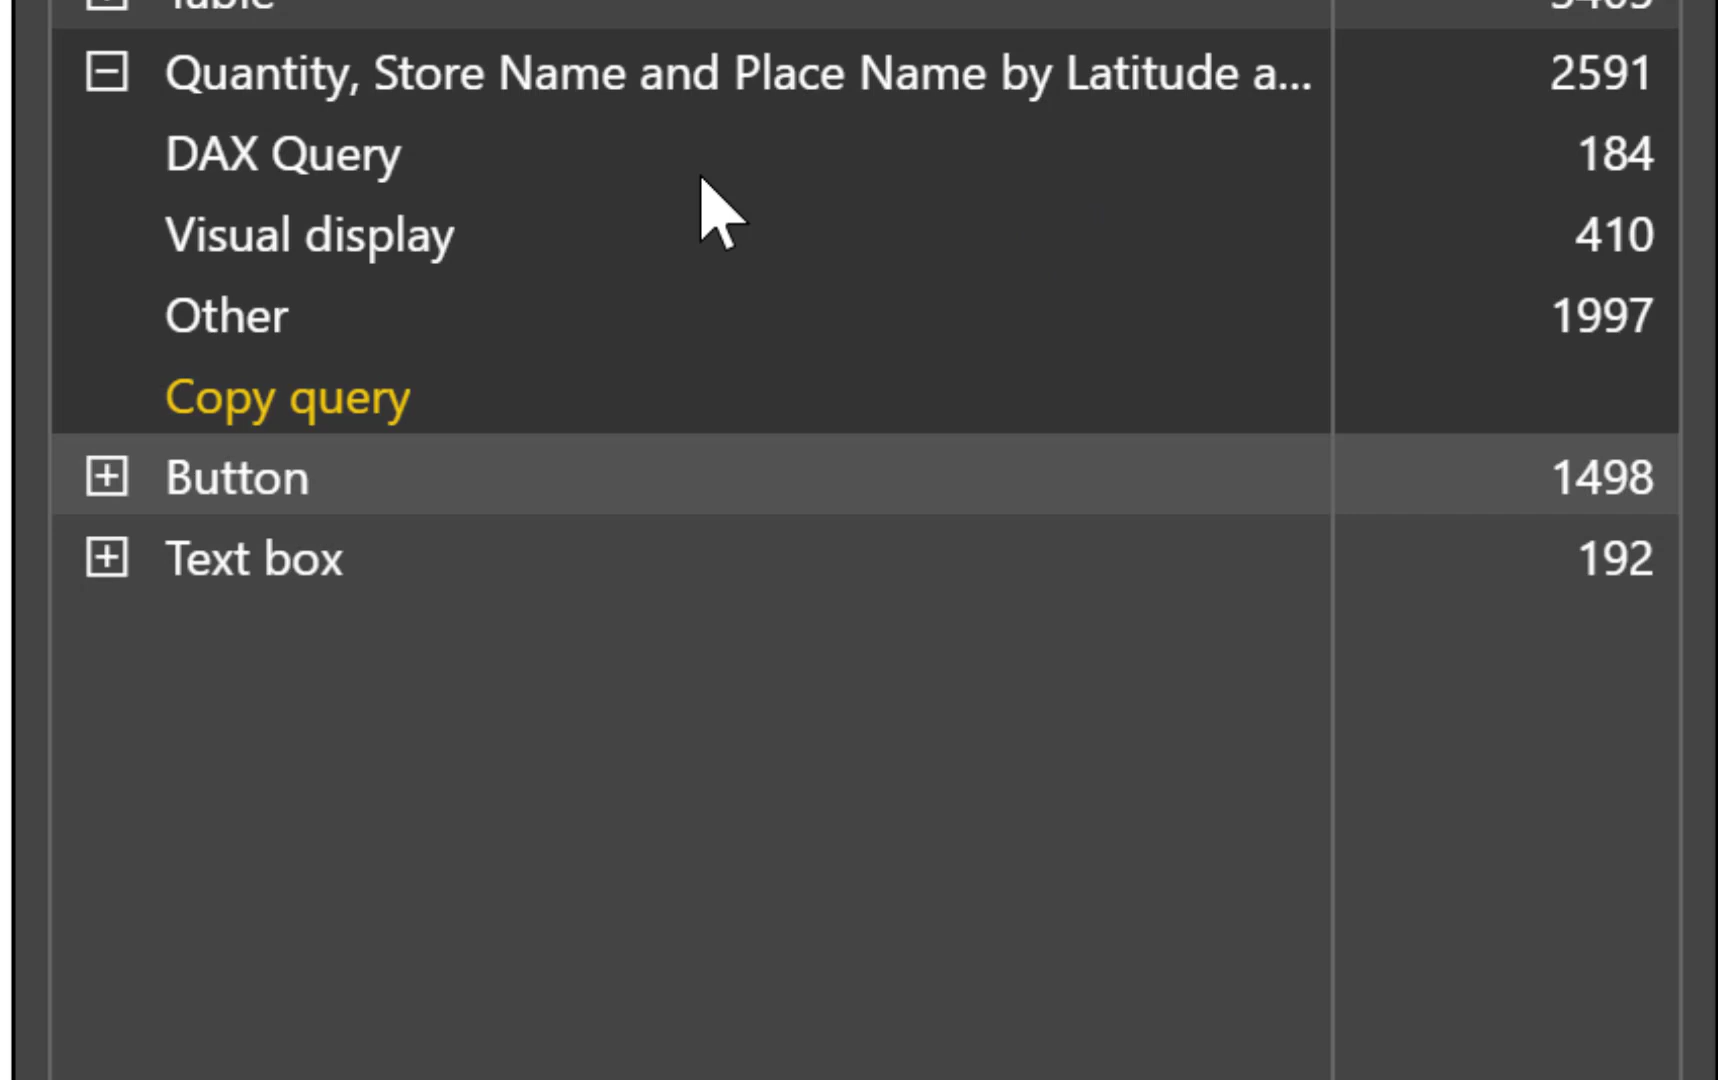 Table
Quantity, Store Name and Place Name by Latitude a... 2591
DAX Query 184
Visual display 410
Other 1997
Copy query
Button 1498
Text box 192